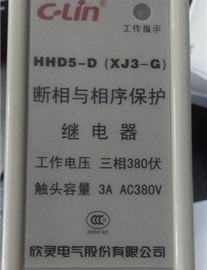 C-Lin
工作指示
HHD5-D (XJ3-G)
断相与相序保护
继电器
工作电压 三相380伏
触头容量 3A AC380V
欣灵电气股份有限公司